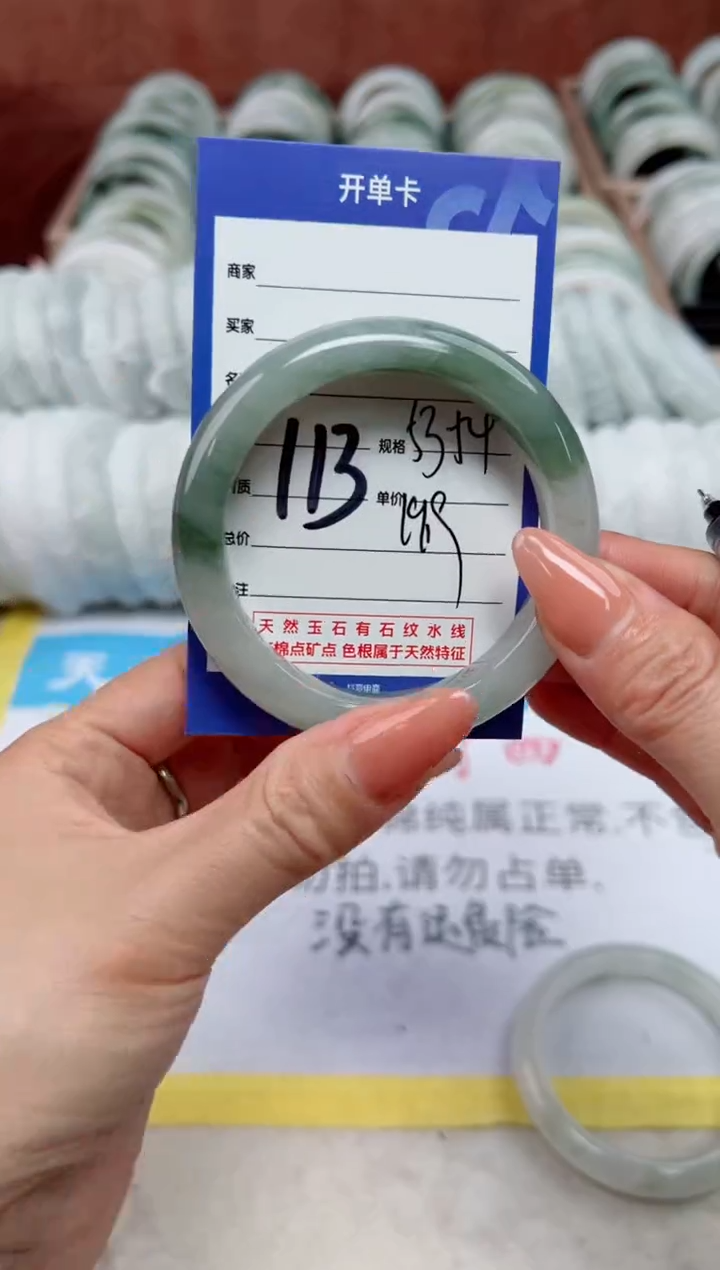 开单卡
商家
买家
113
规格 53 54
质
单价 198
总价
注
天然玉石有石纹水线
棉点矿点 色根属于天然特征
棉纯属正常.不
勿拍.请勿占单.
没有运费险